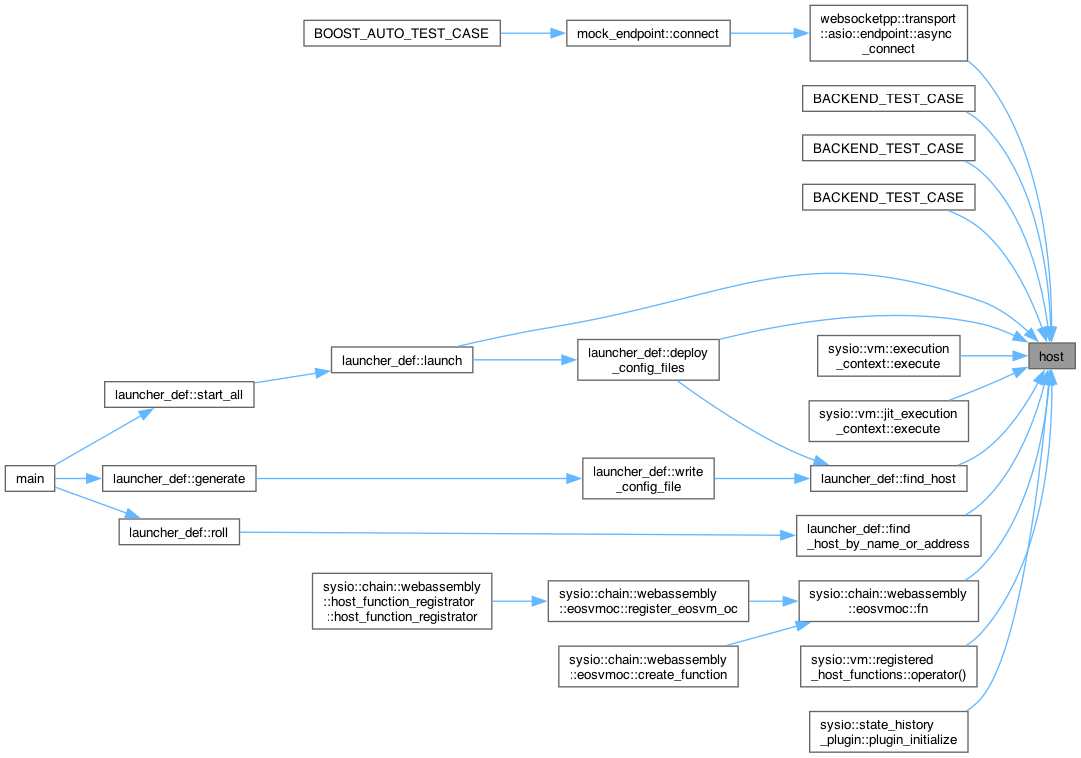 websocketpp::transport
::asio::endpoint::async
_connect
BOOST_AUTO_TEST_CASE
mock_endpoint::connect
BACKEND_TEST_CASE
BACKEND_TEST_CASE
BACKEND_TEST_CASE
launcher_def::launch
launcher_def::deploy
_config_files
sysio::vm::execution
_context::execute
host
launcher_def::start_all
sysio::vm::jit_execution
_context::execute
main
launcher_def::generate
launcher_def::write
_config_file
launcher_def::find_host
launcher_def::roll
launcher_def::find
_host_by_name_or_address
sysio::chain::webassembly
::host_function_registrator
::host_function_registrator
sysio::chain::webassembly
::eosvmoc::register_eosvm_oc
sysio::chain::webassembly
::eosvmoc::fn
sysio::chain::webassembly
::eosvmoc::create_function
sysio::vm::registered
_host_functions::operator()
sysio::state_history
_plugin::plugin_initialize